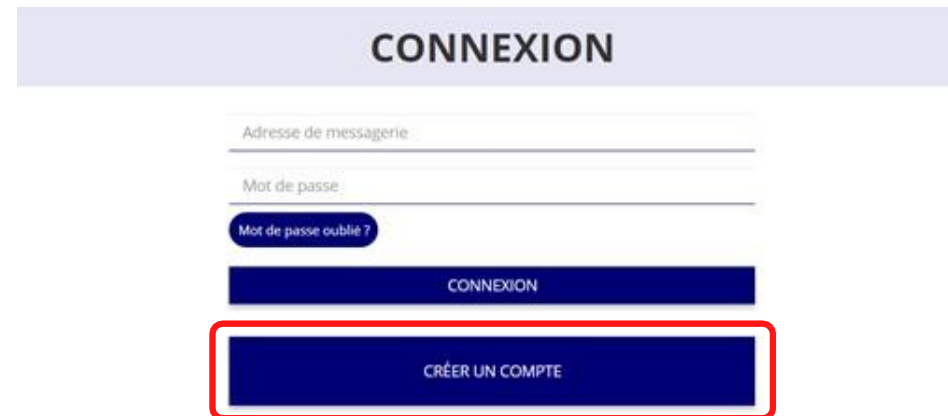 CONNEXION
Adresse de messagerie
Mot de passe
Mot de passe oublié ?
CONNEXION
CRÉER UN COMPTE